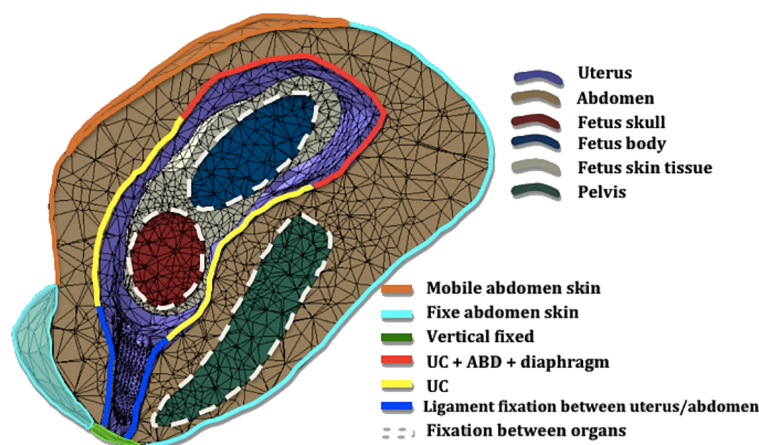 Uterus
Abdomen
Fetus skull
Fetus body
Fetus skin tissue
Pelvis
Mobile abdomen skin
Fixe abdomen skin
Vertical fixed
UC + ABD + diaphragm
UC
Ligament fixation between uterus/abdomen
Fixation between organs